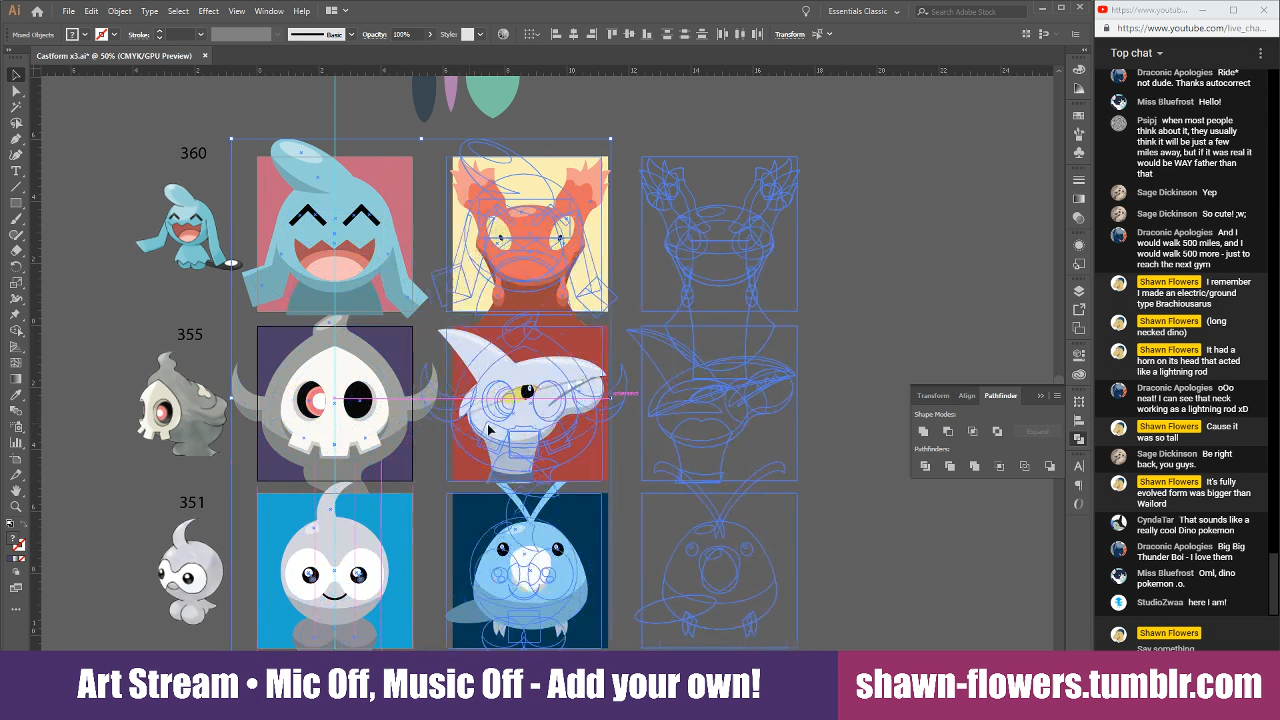 Ai File Edit Object Type Select Effect View Window Help
Essentials Classic
Search Adobe Stock
Mixed Objects
Stroke:
Basic
Opacity: 100%
Style:
Transform
Castform x3.ai* @ 50% (CMYK/GPU Preview)
360
355
351
intersect
Transform Align Pathfinder
Shape Modes:
Expand
Pathfinders:
https://www.youtub...
https://www.youtube.com/live_cha...
Top chat
Draconic Apologies Ride*
not dude. Thanks autocorrect
Miss Bluefrost Hello!
Psipj when most people
think about it, they usually
think it will be just a few
miles away, but if it was real it
would be WAY father than
that
Sage Dickinson Yep
Sage Dickinson So cute! ;w;
Draconic Apologies And I
would walk 500 miles, and I
would walk 500 more - just to
reach the next gym
Shawn Flowers I remember
I made an electric/ground
type Brachiousarus
Shawn Flowers (long
necked dino)
Shawn Flowers It had a
horn on its head that acted
like a lightning rod
Draconic Apologies oOo
neat! I can see that neck
working as a lightning rod xD
Shawn Flowers Cause it
was so tall
Sage Dickinson Be right
back, you guys.
Shawn Flowers It's fully
evolved form was bigger than
Wailord
CyndaTar That sounds like a
really cool Dino pokemon
Draconic Apologies Big Big
Thunder Boi - I love them
Miss Bluefrost Omi, dino
pokemon .o.
StudioZwaa here I am!
Shawn Flowers
Say something...
Art Stream • Mic Off, Music Off - Add your own!
shawn-flowers.tumblr.com